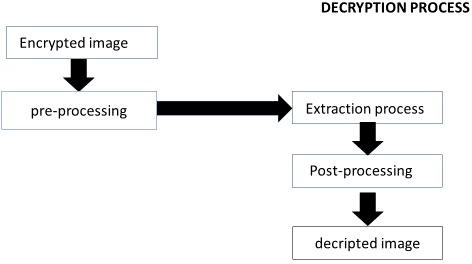 DECRYPTION PROCESS
Encrypted image
pre-processing
Extraction process
Post-processing
decripted image